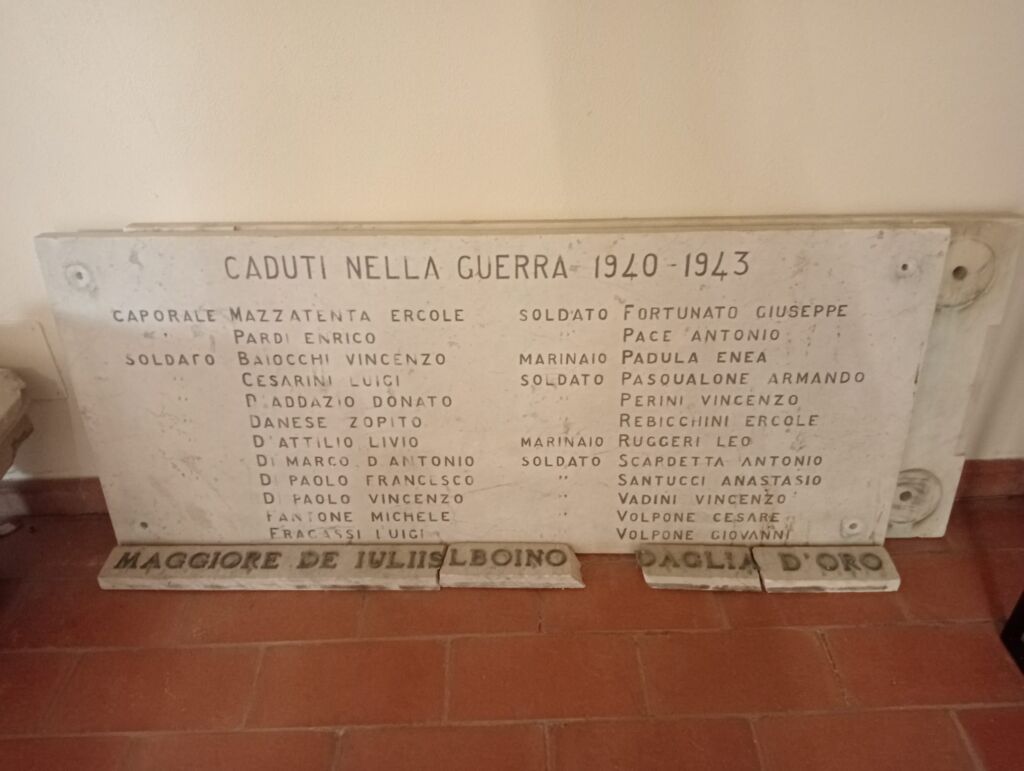 CADUTI NELLA GUERRA 1940-1943
CAPORALE MAZZATENTA ERCOLE
" PARDI ENRICO
SOLDATO BAIOCCHI VINCENZO
CESARINI LUIGI
D'ADDAZIO DONATO
DANESE ZOPITO
D'ATTILIO LIVIO
DI MARCO D'ANTONIO
DI PAOLO FRANCESCO
DI PAOLO VINCENZO
FANTONE MICHELE
FRACASSI LUIGI
SOLDATO FORTUNATO GIUSEPPE
" PACE ANTONIO
MARINAIO PADULA ENEA
SOLDATO PASQUALONE ARMANDO
" PERINI VINCENZO
" REBICCHINI ERCOLE
MARINAIO RUGGERI LEO
SOLDATO SCARDETTA ANTONIO
" SANTUCCI ANASTASIO
" VADINI VINCENZO
" VOLPONE CESARE
VOLPONE GIOVANNI
MAGGIORE DE IULIIS LBOINO DAGLIA D'ORO